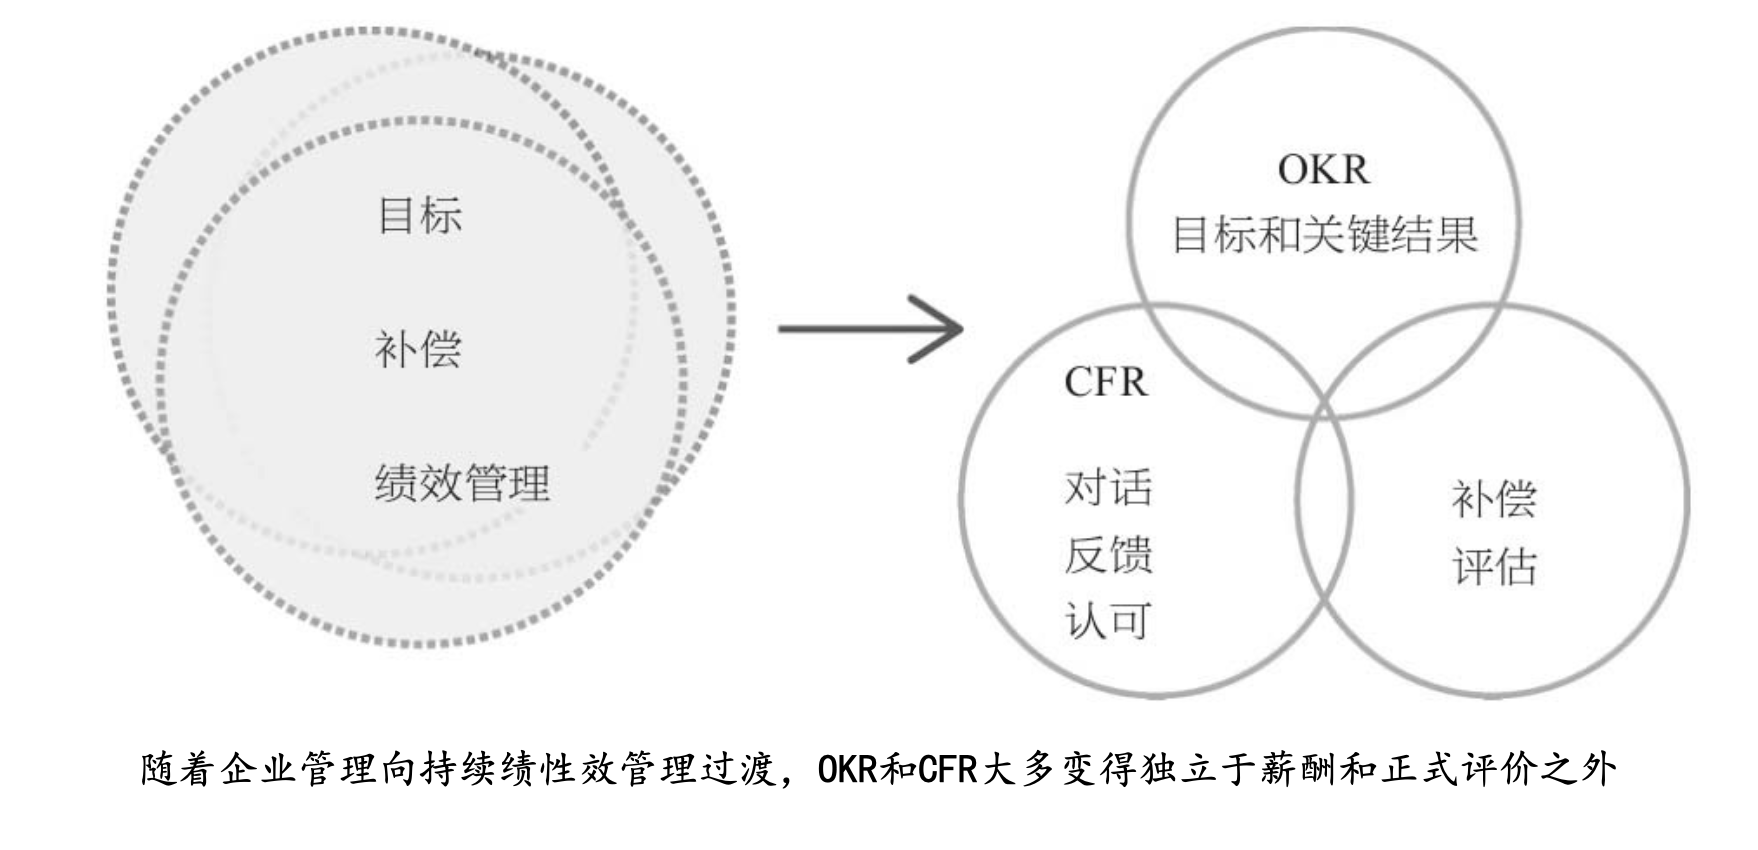 目标
补偿
绩效管理
OKR
目标和关键结果
CFR
对话
反馈
认可
补偿
评估
随着企业管理向持续绩性效管理过渡，OKR和CFR大多变得独立于薪酬和正式评价之外